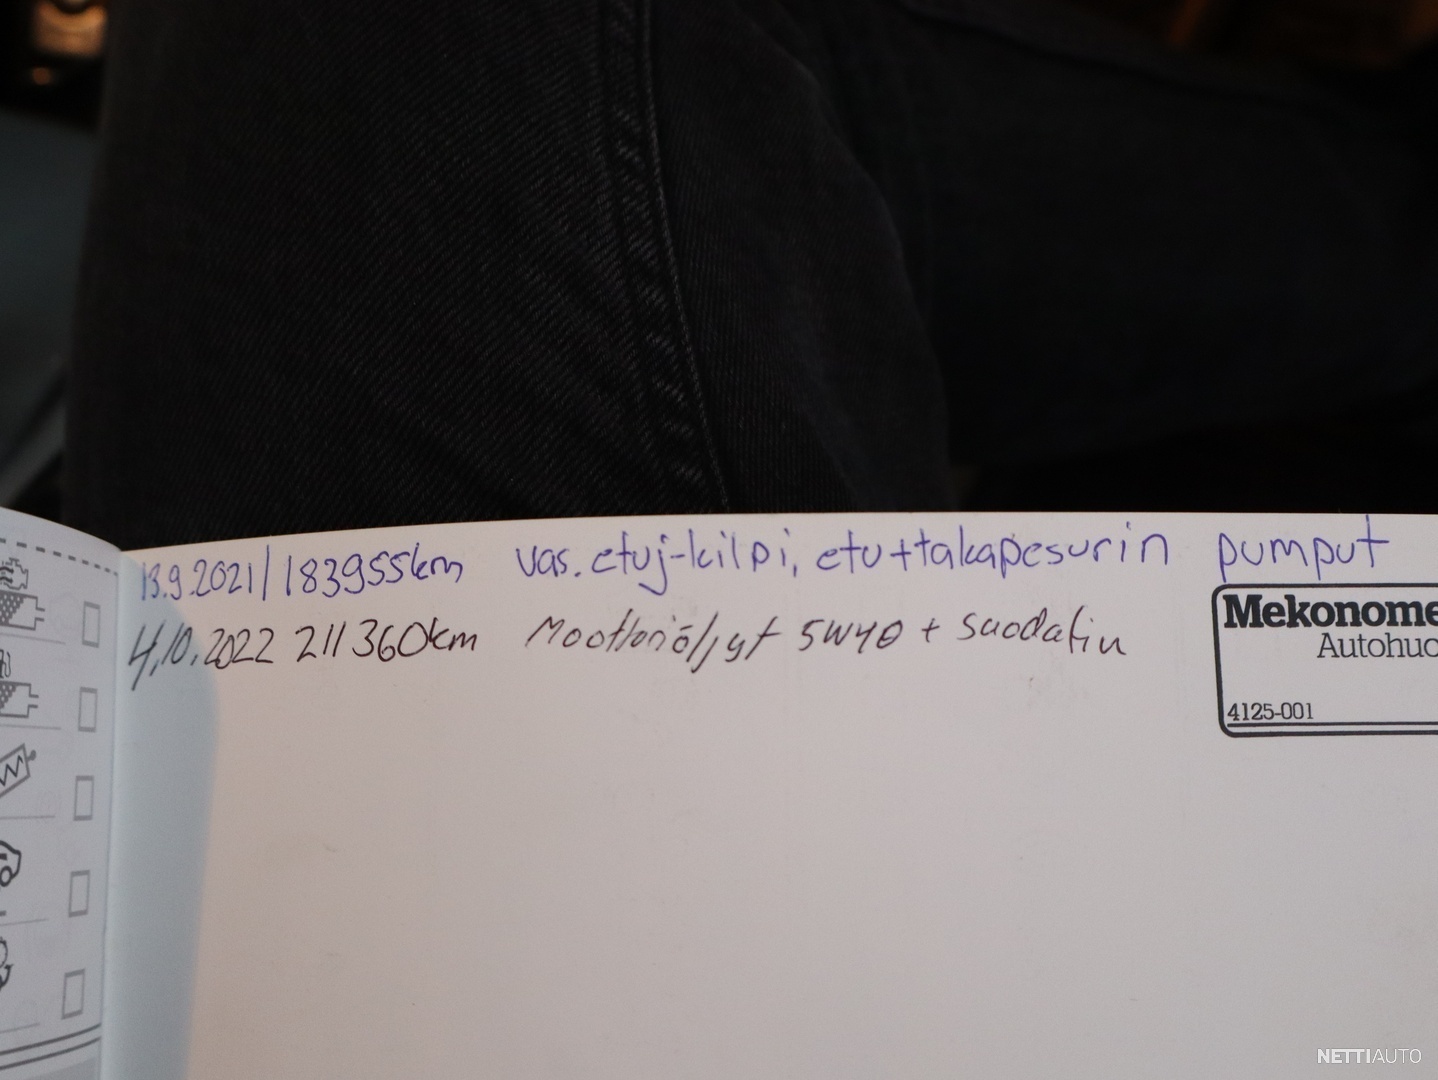 13.9.2021/183955km vas. etuj-kilpi, etu+takapesurin pumput
4.10.2022 211360km Moottoriöljyt 5W40 + suodatin
Mekonome
Autohuo
4125-001
NETTIAUTO